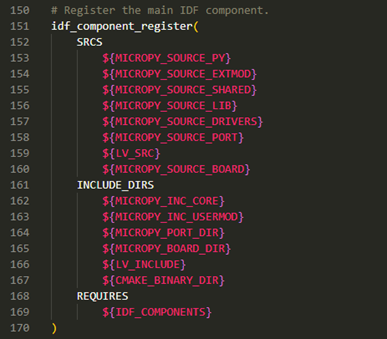 150 # Register the main IDF component.
151 idf_component_register(
152     SRCS
153         ${MICROPY_SOURCE_PY}
154         ${MICROPY_SOURCE_EXTMOD}
155         ${MICROPY_SOURCE_SHARED}
156         ${MICROPY_SOURCE_LIB}
157         ${MICROPY_SOURCE_DRIVERS}
158         ${MICROPY_SOURCE_PORT}
159         ${LV_SRC}
160         ${MICROPY_SOURCE_BOARD}
161     INCLUDE_DIRS
162         ${MICROPY_INC_CORE}
163         ${MICROPY_INC_USERMOD}
164         ${MICROPY_PORT_DIR}
165         ${MICROPY_BOARD_DIR}
166         ${LV_INCLUDE}
167         ${CMAKE_BINARY_DIR}
168     REQUIRES
169         ${IDF_COMPONENTS}
170 )